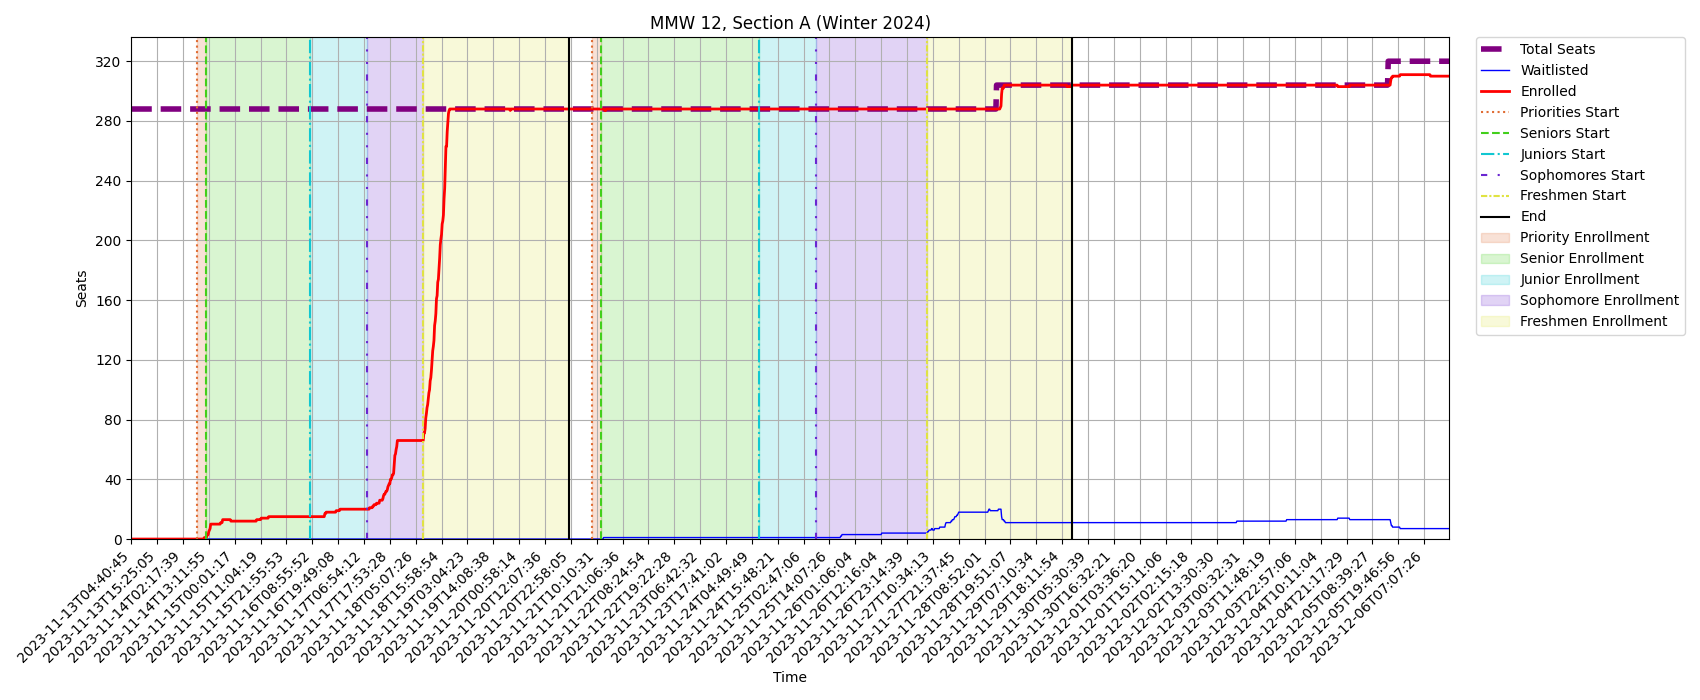 MMW 12, Section A (Winter 2024)
Seats
320
280
240
200
160
120
80
40
0
2023-11-13T04:40:45
2023-11-13T15:25:05
2023-11-14T02:17:39
2023-11-14T13:11:55
2023-11-15T00:01:17
2023-11-15T11:04:19
2023-11-15T21:55:53
2023-11-16T08:55:52
2023-11-16T19:49:08
2023-11-17T06:54:12
2023-11-17T17:53:28
2023-11-18T05:07:26
2023-11-18T15:58:54
2023-11-19T03:04:23
2023-11-19T14:08:38
2023-11-20T00:58:14
2023-11-20T12:07:36
2023-11-20T22:58:05
2023-11-21T10:10:31
2023-11-21T21:06:36
2023-11-22T08:24:54
2023-11-22T19:22:28
2023-11-23T06:42:32
2023-11-23T17:41:02
2023-11-24T04:49:49
2023-11-24T15:48:21
2023-11-25T02:47:06
2023-11-25T14:07:26
2023-11-26T01:06:04
2023-11-26T12:16:04
2023-11-26T23:14:39
2023-11-27T10:34:13
2023-11-27T21:37:45
2023-11-28T08:52:01
2023-11-28T19:51:07
2023-11-29T07:10:34
2023-11-29T18:11:54
2023-11-30T05:30:39
2023-11-30T16:32:21
2023-12-01T03:36:20
2023-12-01T15:11:06
2023-12-02T02:15:18
2023-12-02T13:30:30
2023-12-03T00:32:31
2023-12-03T11:48:19
2023-12-03T22:57:06
2023-12-04T10:11:04
2023-12-04T21:17:29
2023-12-05T08:39:27
2023-12-05T19:46:56
2023-12-06T07:07:26
Time
Total Seats
Waitlisted
Enrolled
Priorities Start
Seniors Start
Juniors Start
Sophomores Start
Freshmen Start
End
Priority Enrollment
Senior Enrollment
Junior Enrollment
Sophomore Enrollment
Freshmen Enrollment